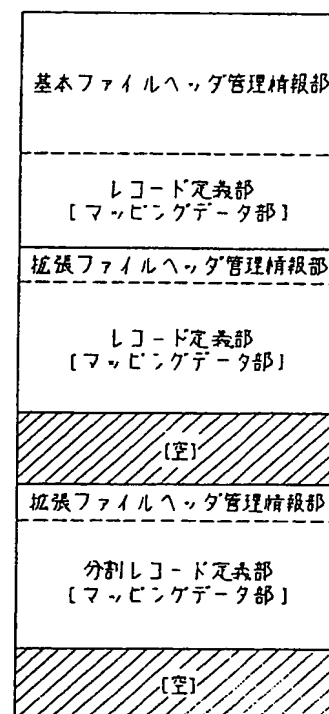 基本ファイルヘッダ管理情報部
レコード定義部
[マッピングデータ部]
拡張ファイルヘッダ管理情報部
レコード定義部
[マッピングデータ部]
[空]
拡張ファイルヘッダ管理情報部
分割レコード定義部
[マッピングデータ部]
[空]